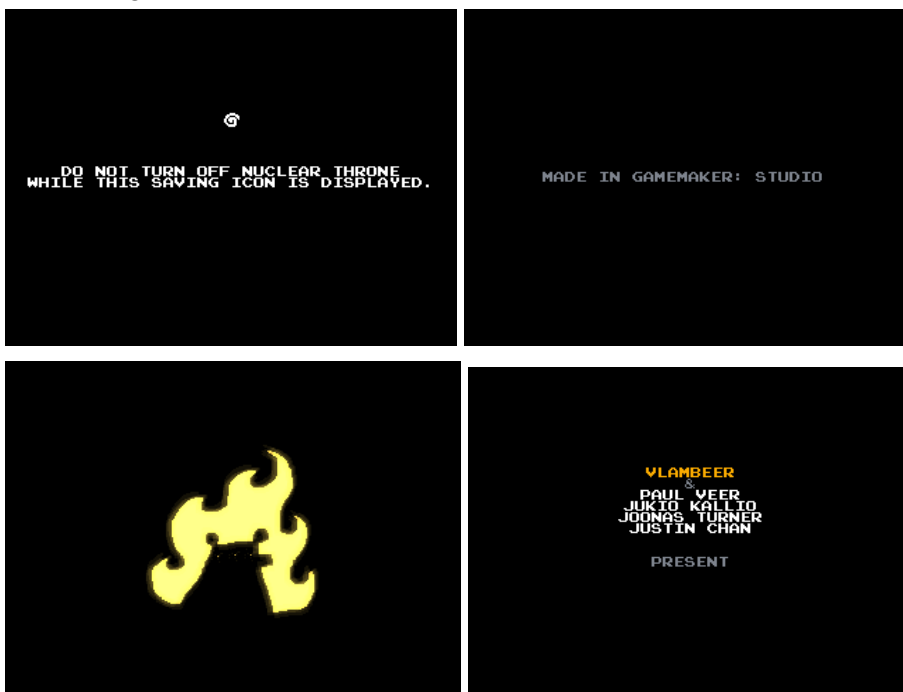 DO NOT TURN OFF NUCLEAR THRONE
WHILE THIS SAVING ICON IS DISPLAYED.
MADE IN GAMEMAKER: STUDIO
VLAMBEER
&
PAUL VEER
JUKIO KALLIO
JOONAS TURNER
JUSTIN CHAN
PRESENT